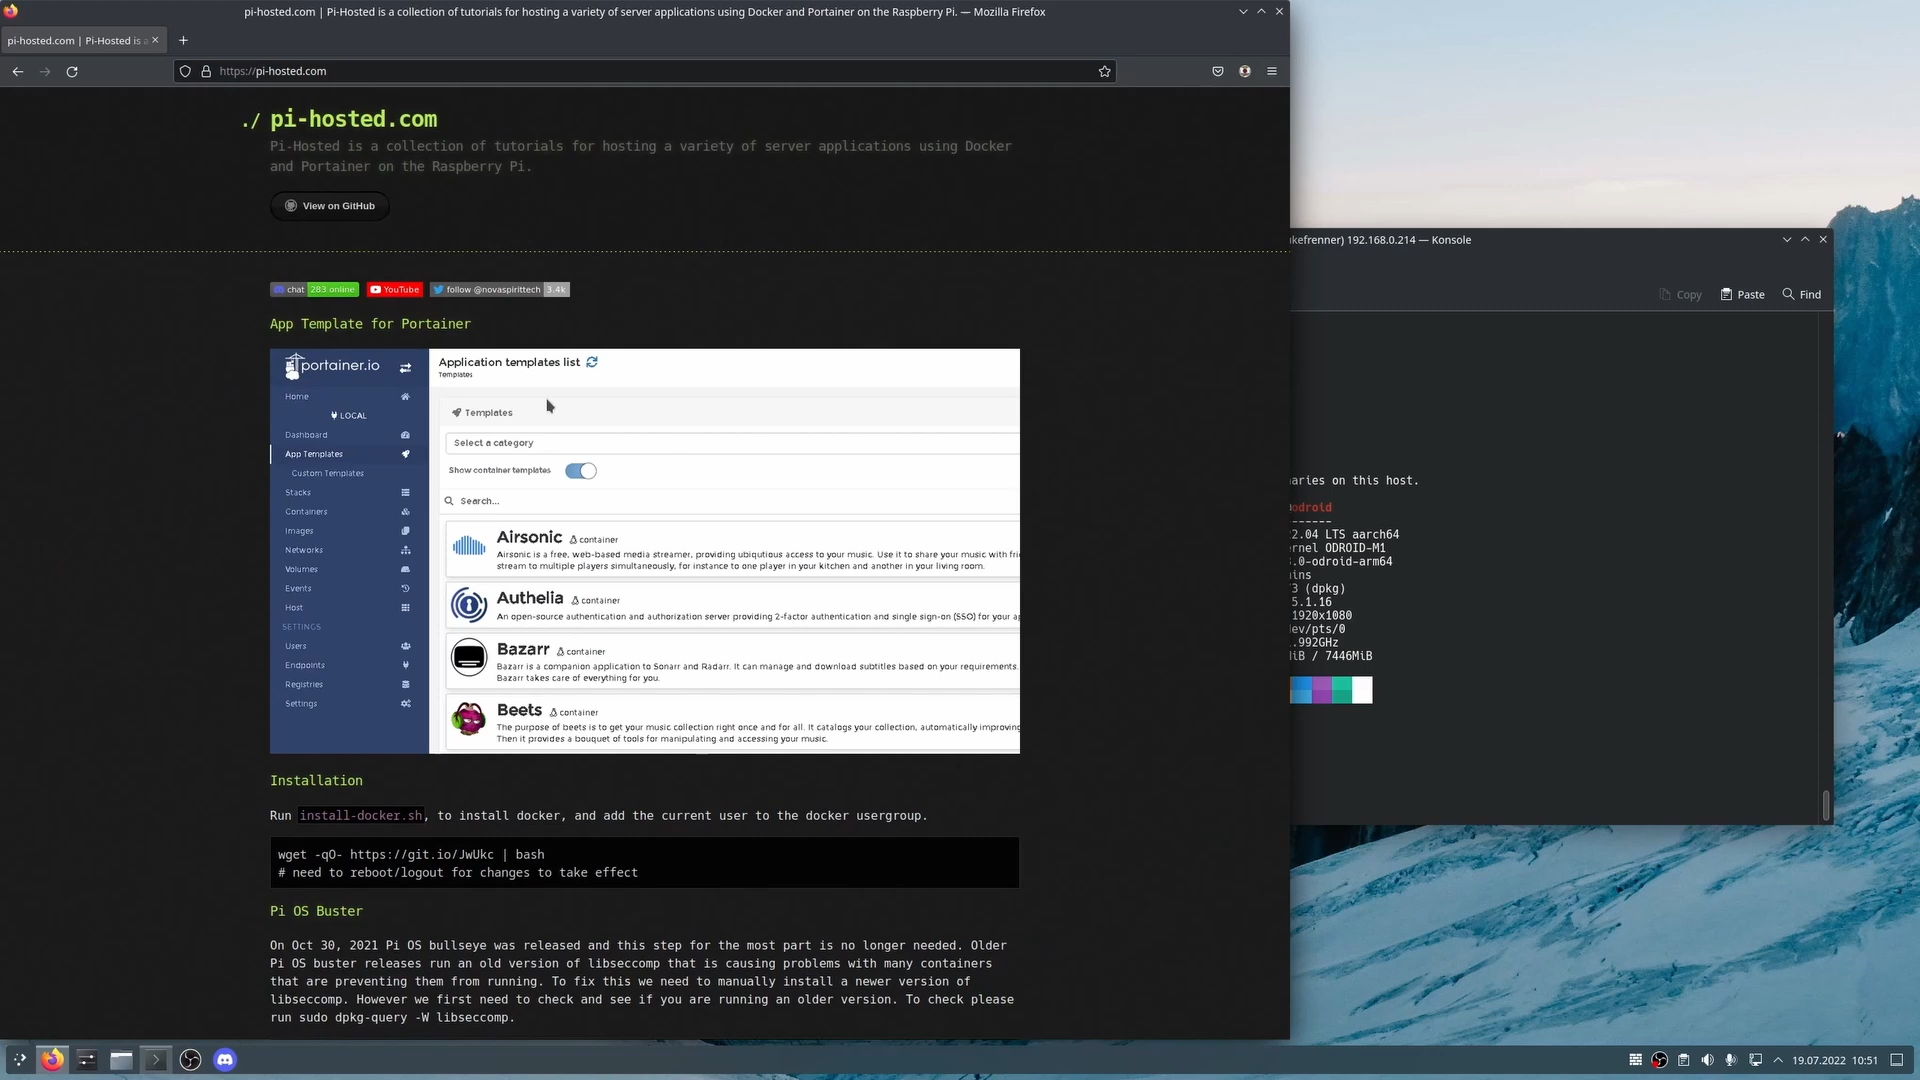 pi-hosted.com | Pi-Hosted is a collection of tutorials for hosting a variety of server applications using Docker and Portainer on the Raspberry Pi. — Mozilla Firefox
pi-hosted.com | Pi-Hosted is a
https://pi-hosted.com
./ pi-hosted.com
Pi-Hosted is a collection of tutorials for hosting a variety of server applications using Docker
and Portainer on the Raspberry Pi.
View on GitHub
chat 283 online YouTube follow @novaspirittech 3.4k
App Template for Portainer
portainer.io
Home
LOCAL
Dashboard
App Templates
Custom Templates
Stacks
Containers
Images
Networks
Volumes
Events
Host
SETTINGS
Users
Endpoints
Registries
Settings
Application templates list
Templates
Templates
Select a category
Show container templates
Search...
Airsonic container
Airsonic is a free, web-based media streamer, providing ubiqutious access to your music. Use it to share your music with fri
stream to multiple players simultaneously, for instance to one player in your kitchen and another in your living room.
Authelia container
An open-source authentication and authorization server providing 2-factor authentication and single sign-on (SSO) for your a
Bazarr container
Bazarr is a companion application to Sonarr and Radarr. It can manage and download subtitles based on your requirements.
Bazarr takes care of everything for you.
Beets container
The purpose of beets is to get your music collection right once and for all. It catalogs your collection, automatically improving
Then it provides a bouquet of tools for manipulating and accessing your music.
Installation
Run install-docker.sh, to install docker, and add the current user to the docker usergroup.
wget -qO- https://git.io/JwUkc | bash
# need to reboot/logout for changes to take effect
Pi OS Buster
On Oct 30, 2021 Pi OS bullseye was released and this step for the most part is no longer needed. Older
Pi OS buster releases run an old version of libseccomp that is causing problems with many containers
that are preventing them from running. To fix this we need to manually install a newer version of
libseccomp. However we first need to check and see if you are running an older version. To check please
run sudo dpkg-query -W libseccomp.
ukefrenner) 192.168.0.214 — Konsole
Copy Paste Find
aries on this host.
odroid
------
2.04 LTS aarch64
ernel ODROID-M1
.0-odroid-arm64
ins
3 (dpkg)
5.1.16
1920x1080
ev/pts/0
.992GHz
iB / 7446MiB
19.07.2022 10:51